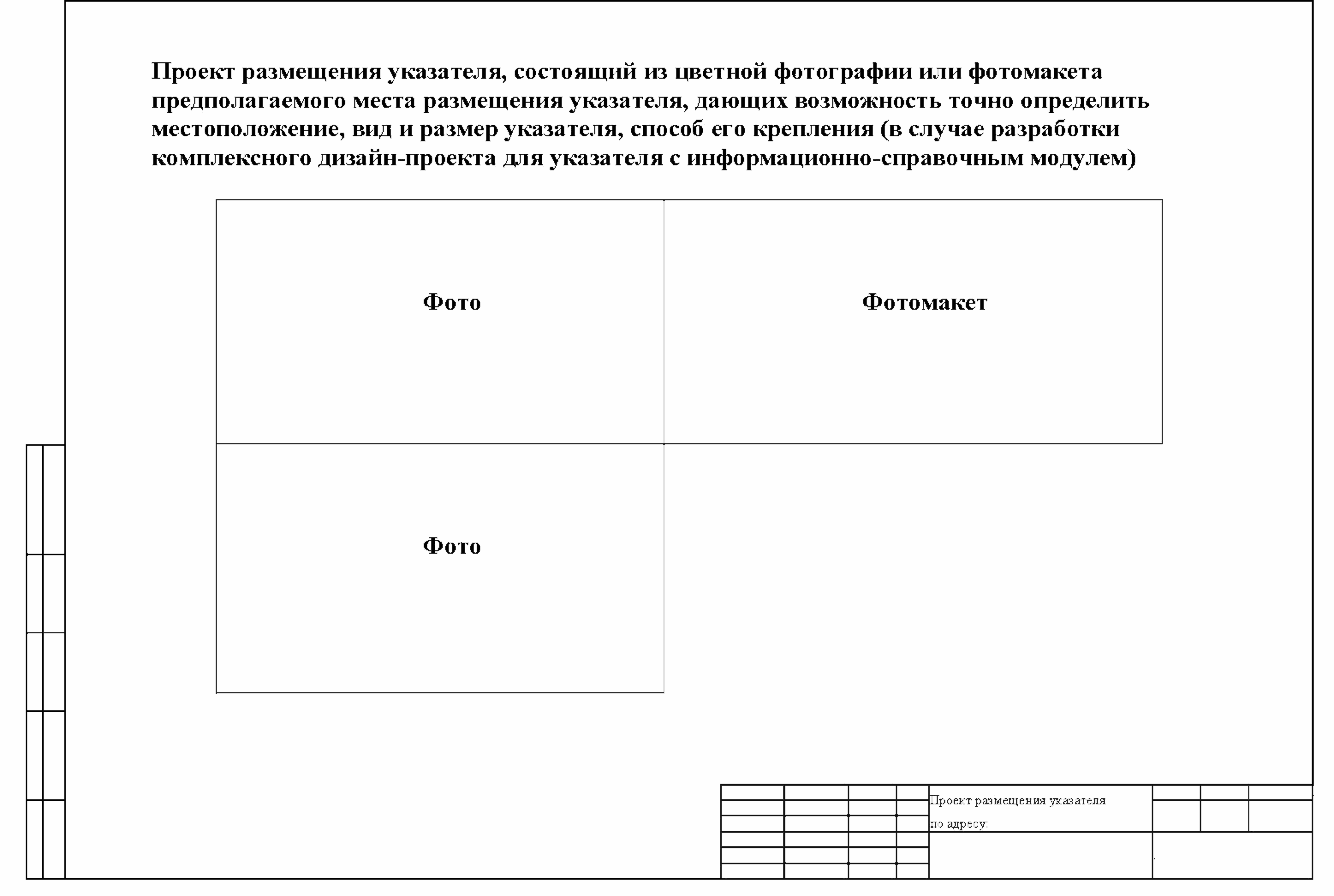 Проект размещения указателя, состоящий из цветной фотографии или фотомакета
предполагаемого места размещения указателя, дающих возможность точно определить
местоположение, вид и размер указателя, способ его крепления (в случае разработки
комплексного дизайн-проекта для указателя с информационно-справочным модулем)
Фото
Фотомакет
Фото
Проект размещения указателя
по адресу: